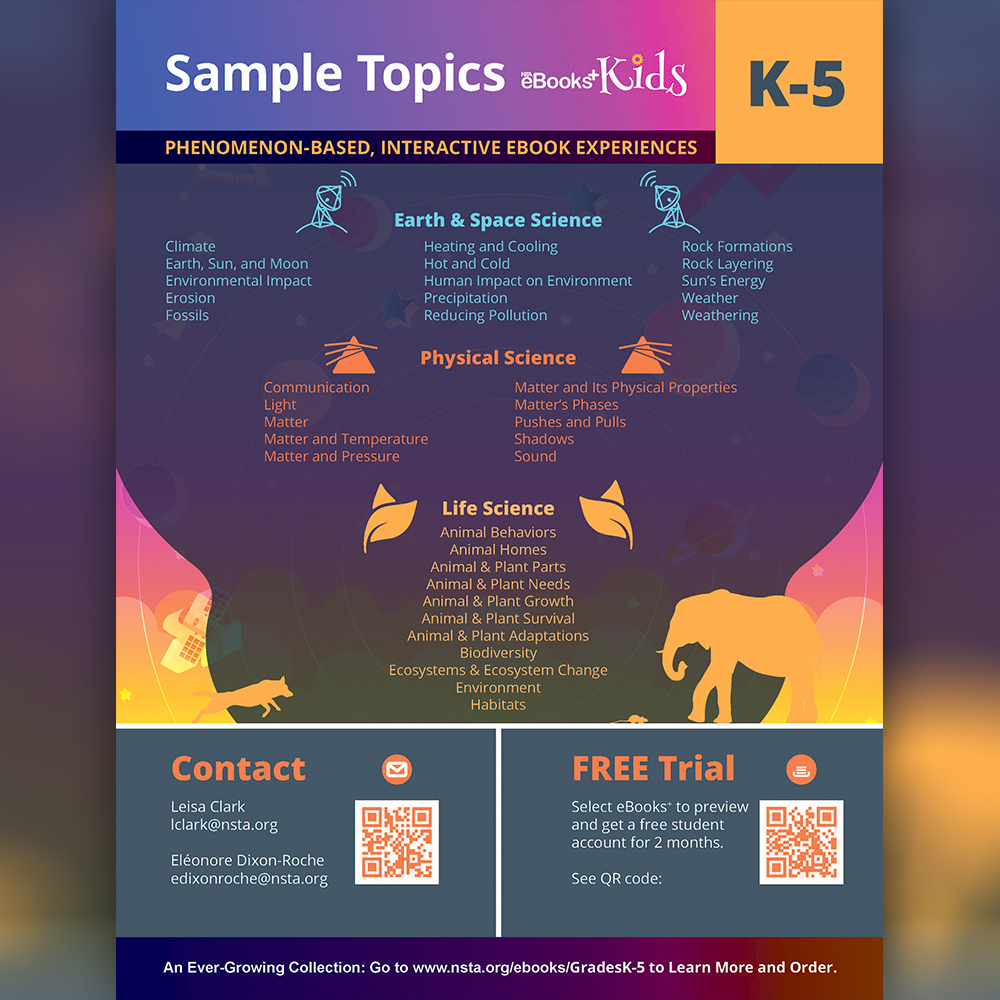 Sample Topics NSTA eBooks+ Kids
K-5
PHENOMENON-BASED, INTERACTIVE EBOOK EXPERIENCES
Earth & Space Science
Climate
Earth, Sun, and Moon
Environmental Impact
Erosion
Fossils
Heating and Cooling
Hot and Cold
Human Impact on Environment
Precipitation
Reducing Pollution
Rock Formations
Rock Layering
Sun's Energy
Weather
Weathering
Physical Science
Communication
Light
Matter
Matter and Temperature
Matter and Pressure
Matter and Its Physical Properties
Matter's Phases
Pushes and Pulls
Shadows
Sound
Life Science
Animal Behaviors
Animal Homes
Animal & Plant Parts
Animal & Plant Needs
Animal & Plant Growth
Animal & Plant Survival
Animal & Plant Adaptations
Biodiversity
Ecosystems & Ecosystem Change
Environment
Habitats
Contact
Leisa Clark
lclark@nsta.org
Eléonore Dixon-Roche
edixonroche@nsta.org
FREE Trial
Select eBooks+ to preview
and get a free student
account for 2 months.
See QR code:
An Ever-Growing Collection: Go to www.nsta.org/ebooks/GradesK-5 to Learn More and Order.